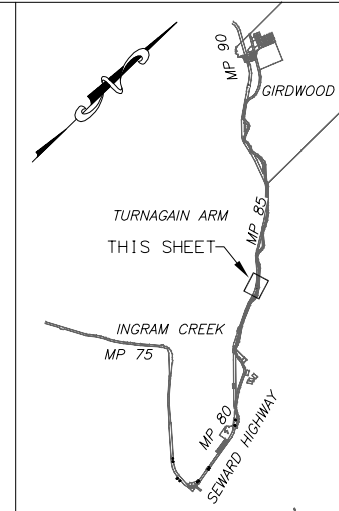 MP 90
GIRDWOOD
TURNAGAIN ARM
MP 85
THIS SHEET
INGRAM CREEK
MP 75
MP 80
SEWARD HIGHWAY